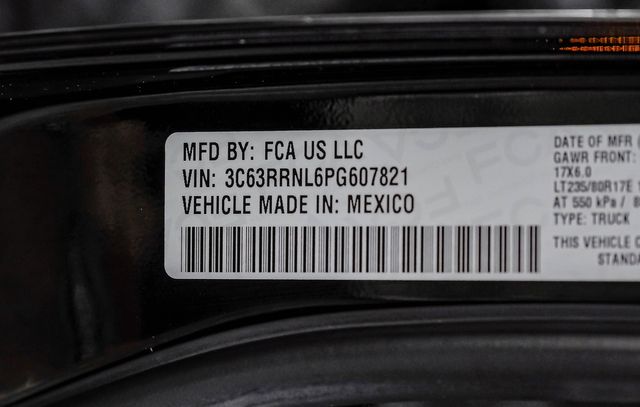 MFD BY: FCA US LLC
VIN: 3C63RRNL6PG607821
VEHICLE MADE IN: MEXICO
DATE OF MFR
GAWR FRONT:
17X6.0
LT235/80R17E
AT 550 kPa /
TYPE: TRUCK
THIS VEHICLE